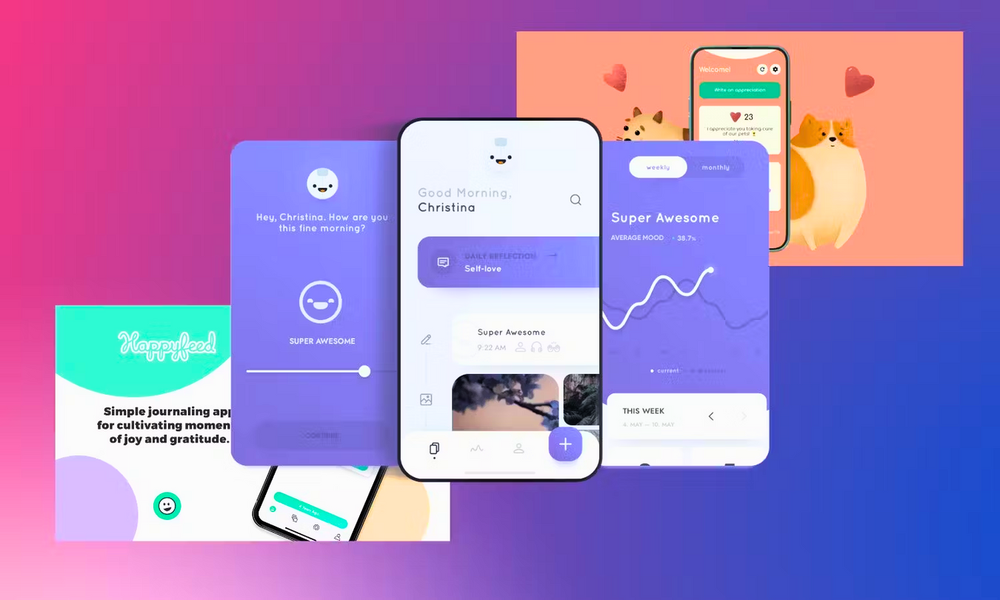 Happyfeed
Simple journaling app
for cultivating momen
of joy and gratitude.
Hey, Christina. How are you
this fine morning?
SUPER AWESOME
Good Morning,
Christina
DAILY REFLECTION
Self-love
Super Awesome
9:22 AM
weekly
monthly
Super Awesome
AVERAGE MOOD
38.7%
current
THIS WEEK
4. MAY — 10. MAY
Welcome!
Write an appreciation
23
I appreciate you taking care
of our pets!